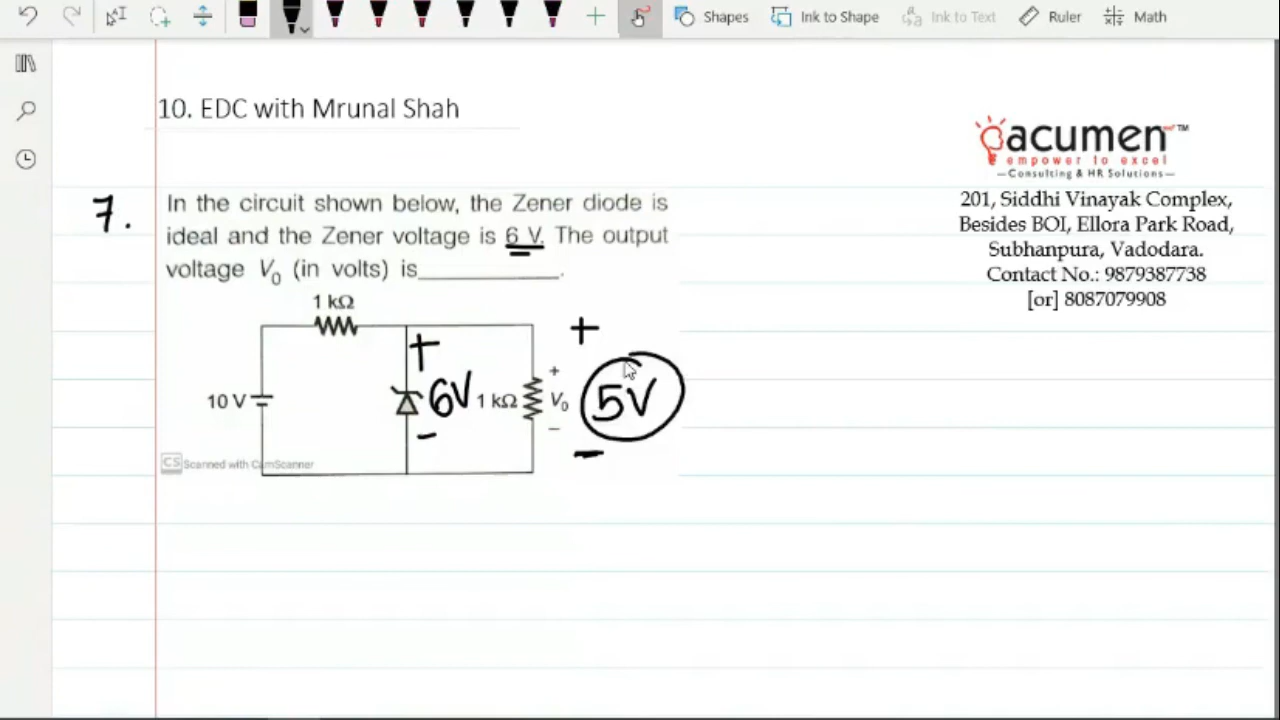 Shapes Ink to Shape Ink to Text Ruler Math
10. EDC with Mrunal Shah
acumen™
empower to excel
—Consulting & HR Solutions—
201, Siddhi Vinayak Complex,
Besides BOI, Ellora Park Road,
Subhanpura, Vadodara.
Contact No.: 9879387738
[or] 8087079908
7.
In the circuit shown below, the Zener diode is
ideal and the Zener voltage is 6 V. The output
voltage V₀ (in volts) is____________.
1 kΩ
+ +
+
10 V 6V 1 kΩ V₀ 5V
- − -
CS Scanned with CamScanner